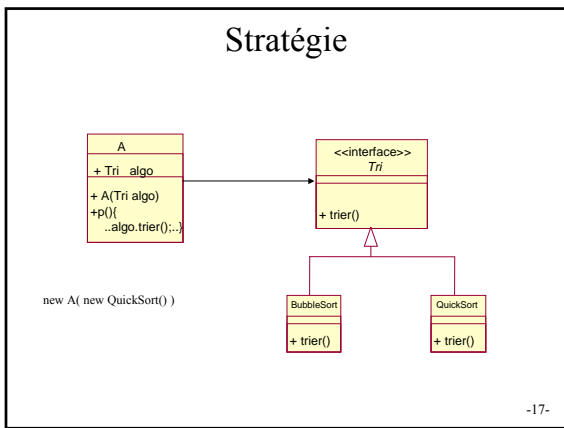 Stratégie
A
+ Tri algo
+ A(Tri algo)
+p(){
..algo.trier();..}
<<interface>>
Tri
+ trier()
new A( new QuickSort() )
BubbleSort
+ trier()
QuickSort
+ trier()
-17-